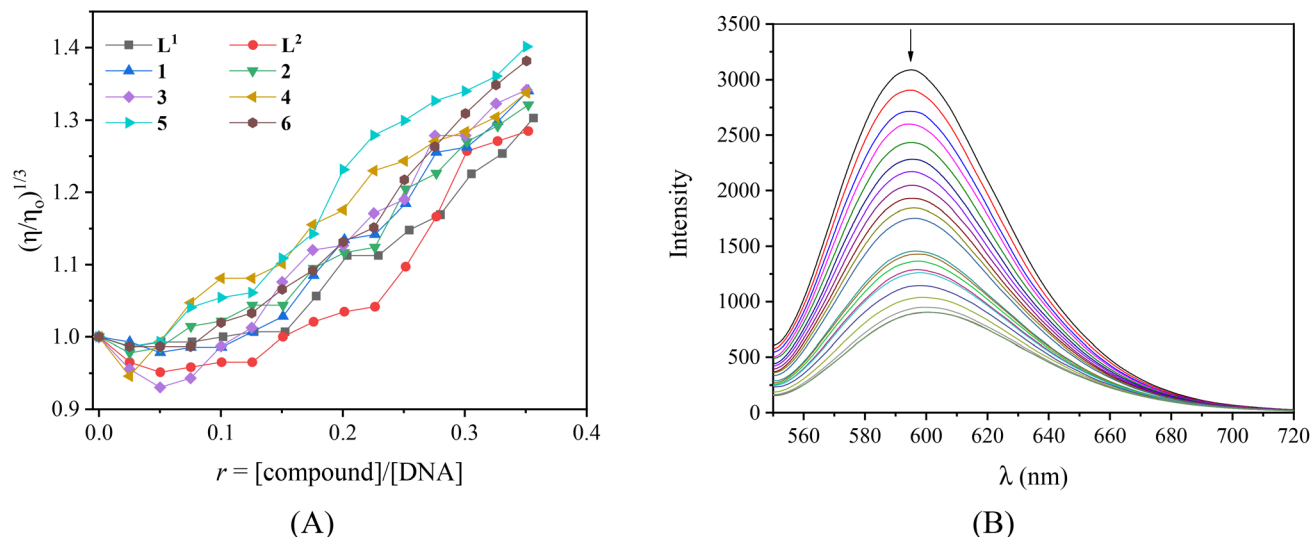 (η/ηo)1/3
1.4
1.3
1.2
1.1
1.0
0.9
L1 L2
1 2
3 4
5 6
0.0 0.1 0.2 0.3 0.4
r = [compound]/[DNA]
(A)
Intensity
3500
3000
2500
2000
1500
1000
500
0
560 580 600 620 640 660 680 700 720
λ (nm)
(B)